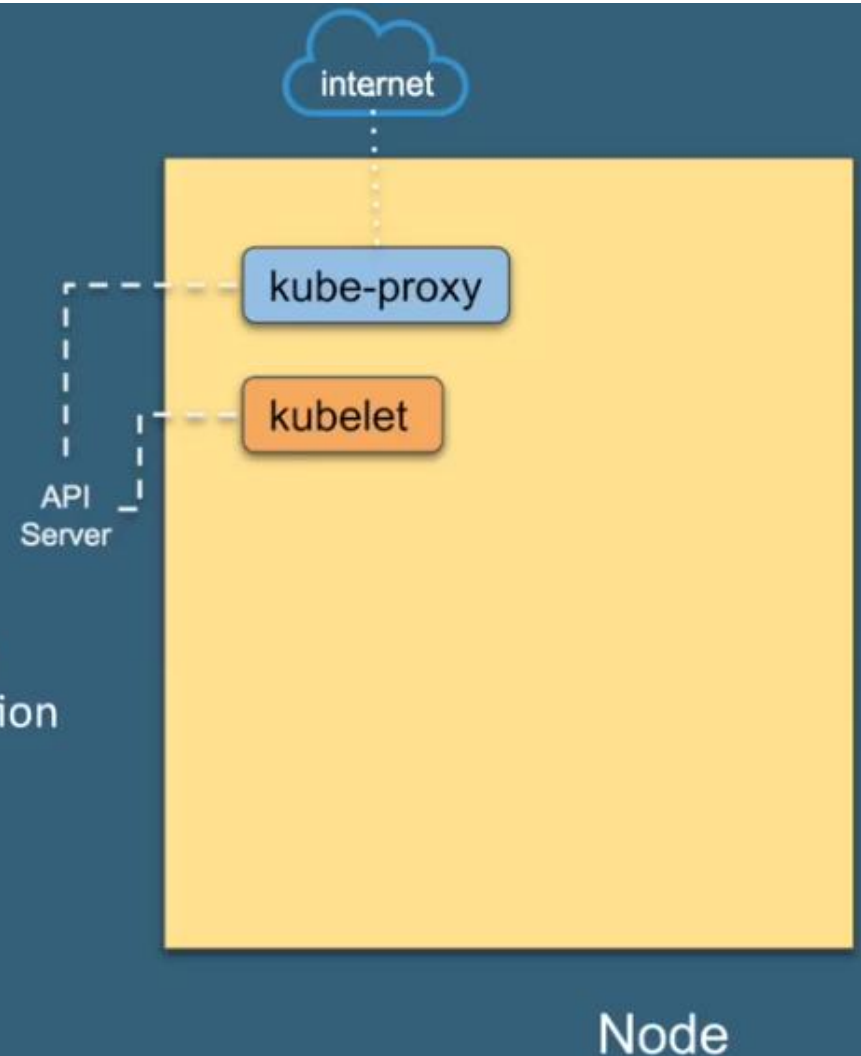 internet
kube-proxy
kubelet
API
Server
ion
Node